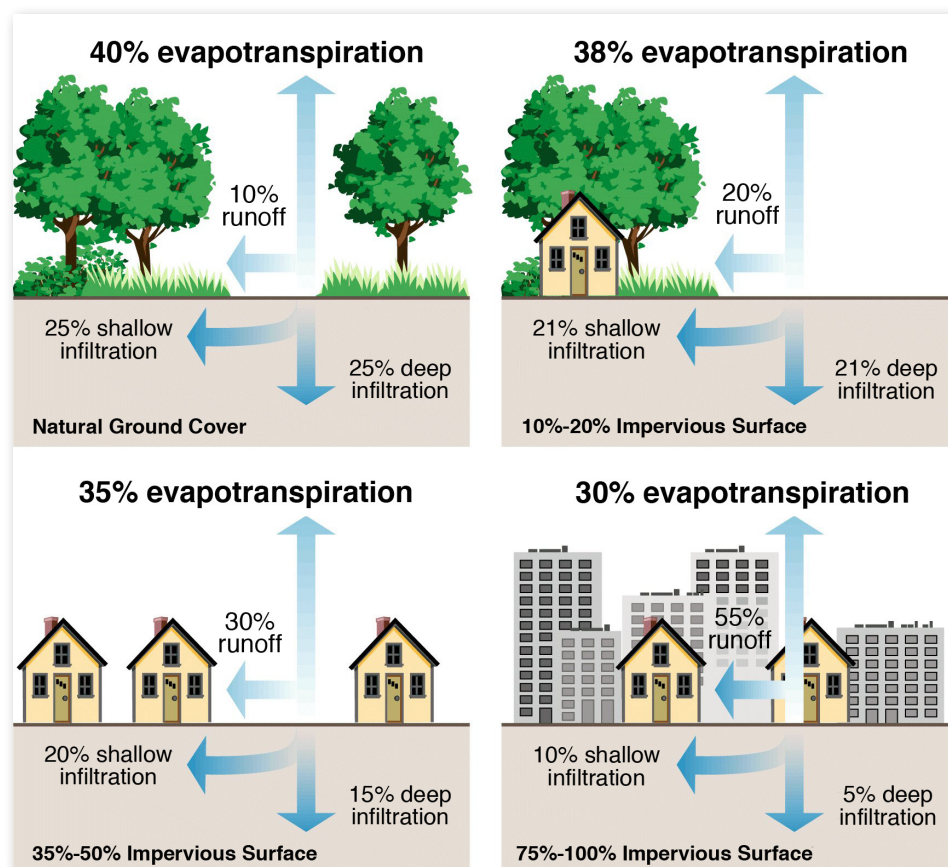 40% evapotranspiration
10%
runoff
25% shallow
infiltration
25% deep
infiltration
Natural Ground Cover
38% evapotranspiration
20%
runoff
21% shallow
infiltration
21% deep
infiltration
10%-20% Impervious Surface
35% evapotranspiration
30%
runoff
20% shallow
infiltration
15% deep
infiltration
35%-50% Impervious Surface
30% evapotranspiration
55%
runoff
10% shallow
infiltration
5% deep
infiltration
75%-100% Impervious Surface